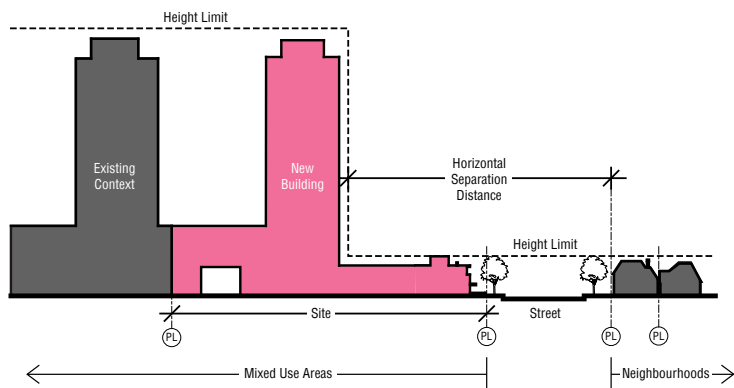 Height Limit
Existing
Context
New
Building
Horizontal
Separation
Distance
Height Limit
Site
Street
PL
PL
PL
PL
Mixed Use Areas
Neighbourhoods